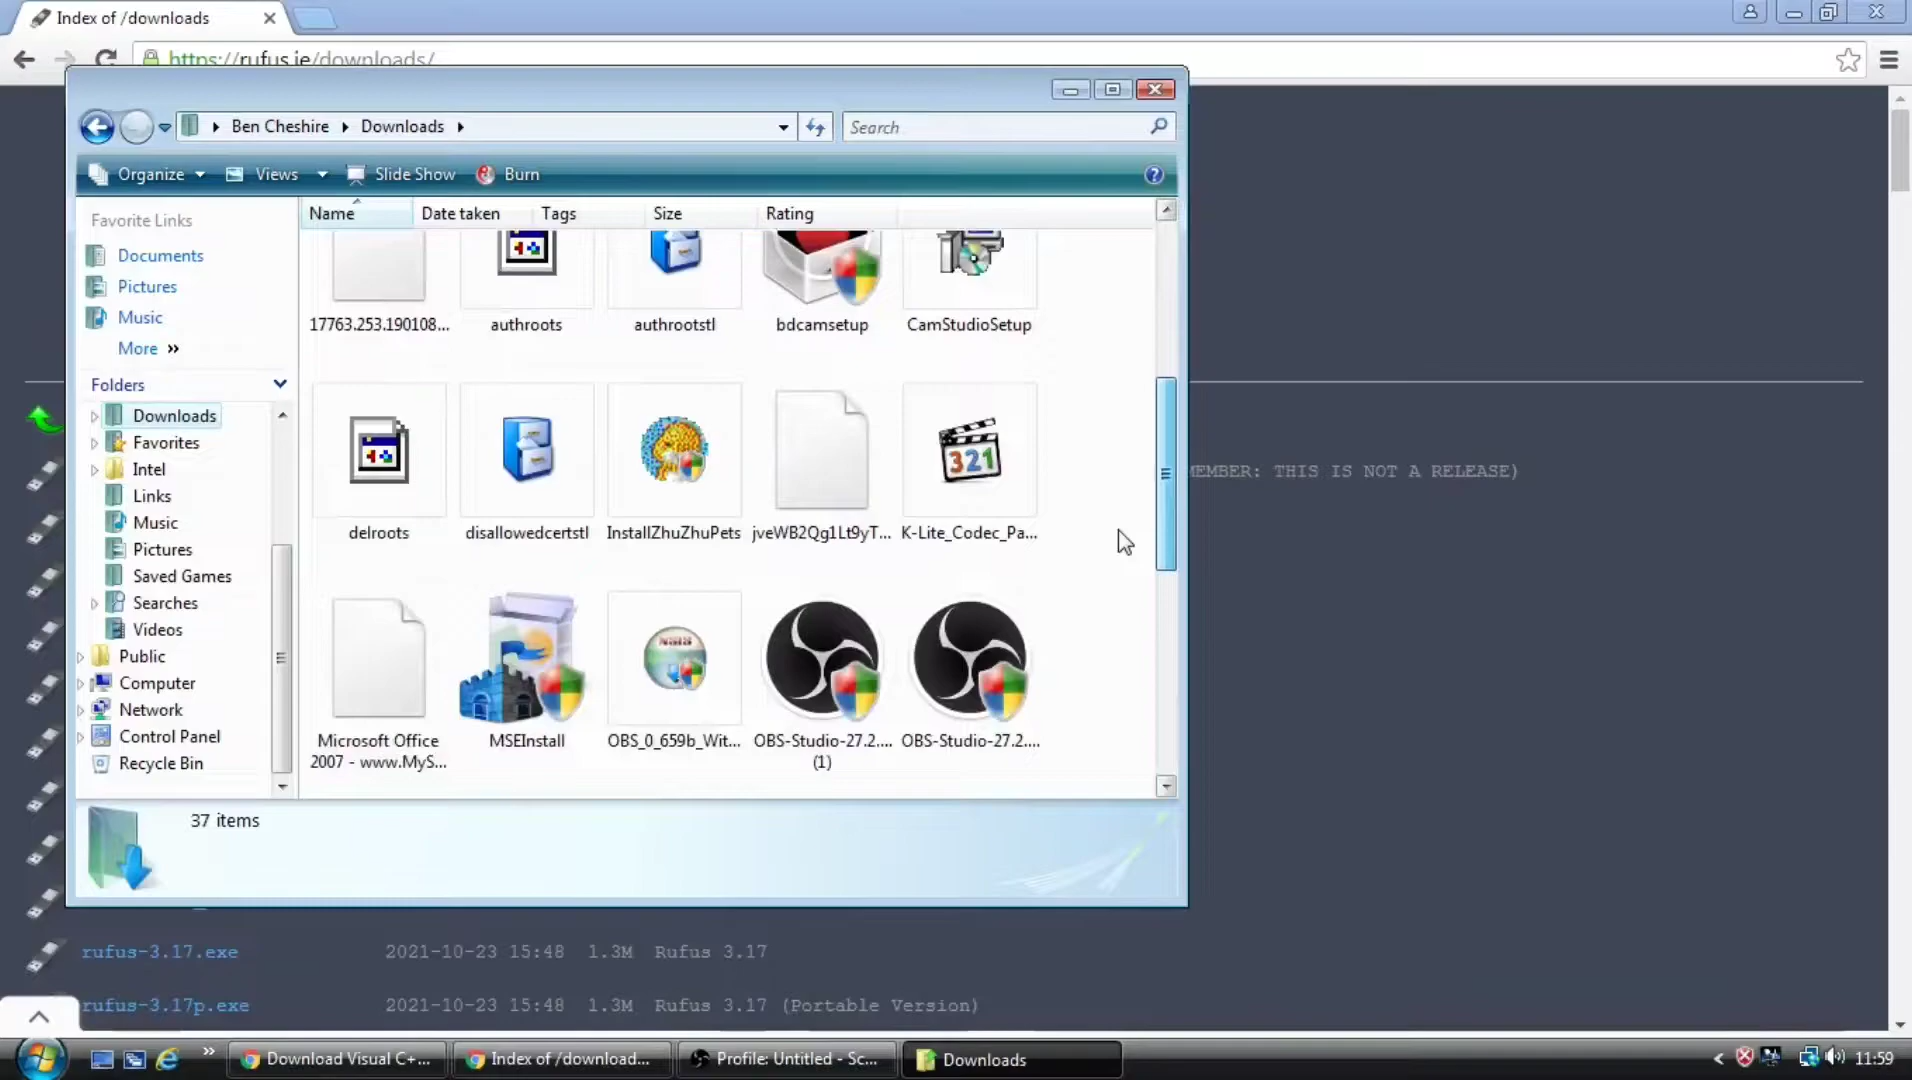 Index of /downloads
https://rufus.ie/downloads/
Ben Cheshire
Downloads
Search
Organize
Views
Slide Show
Burn
Favorite Links
Documents
Pictures
Music
More
Folders
Downloads
Favorites
Intel
Links
Music
Pictures
Saved Games
Searches
Videos
Public
Computer
Network
Control Panel
Recycle Bin
Name
Date taken
Tags
Size
Rating
17763.253.190108...
authroots
authrootstl
bdcamsetup
CamStudioSetup
321
delroots
disallowedcertstl
InstallZhuZhuPets
jveWB2Qg1Lt9yT...
K-Lite_Codec_Pa...
NSIS
Microsoft Office
2007 - www.MyS...
MSEInstall
OBS_0_659b_Wit...
OBS-Studio-27.2....
(1)
OBS-Studio-27.2....
37 items
MEMBER: THIS IS NOT A RELEASE)
rufus-3.17.exe 2021-10-23 15:48 1.3M Rufus 3.17
rufus-3.17p.exe 2021-10-23 15:48 1.3M Rufus 3.17 (Portable Version)
Download Visual C+...
Index of /download...
Profile: Untitled - Sc...
Downloads
11:59